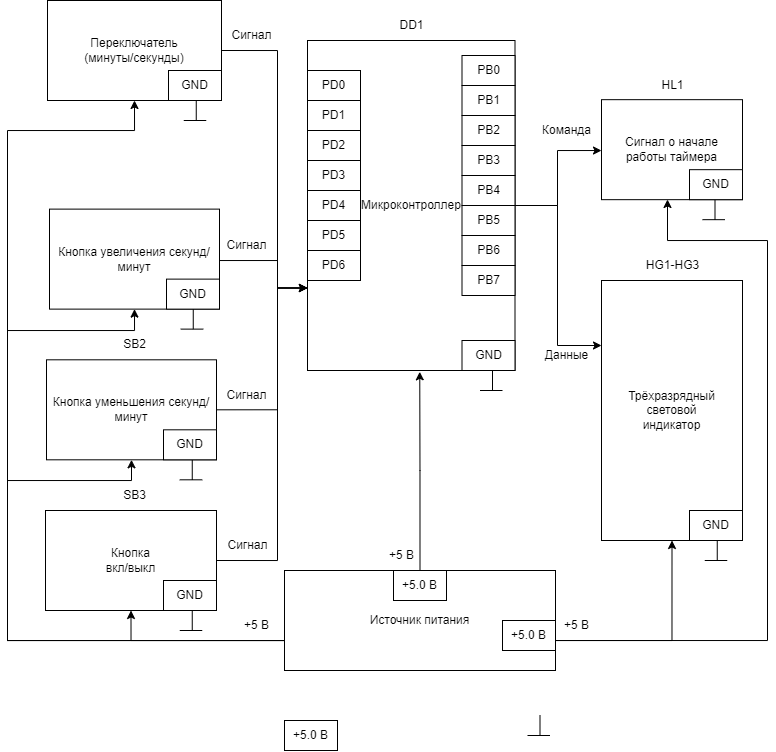 Переключатель
(минуты/секунды)
GND
Сигнал
Кнопка увеличения секунд/
минут
GND
Сигнал
SB2
Кнопка уменьшения секунд/
минут
GND
Сигнал
SB3
Кнопка
вкл/выкл
GND
Сигнал
DD1
PD0
PD1
PD2
PD3
PD4
PD5
PD6
Микроконтроллер
PB0
PB1
PB2
PB3
PB4
PB5
PB6
PB7
GND
Команда
Данные
HL1
Сигнал о начале
работы таймера
GND
HG1-HG3
Трёхразрядный
световой
индикатор
GND
+5 В
+5.0 В
Источник питания
+5.0 В
+5 В
+5 В
+5.0 В